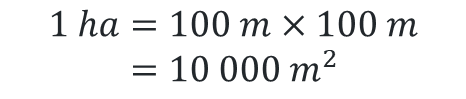 1 ha = 100 m × 100 m
= 10 000 m²